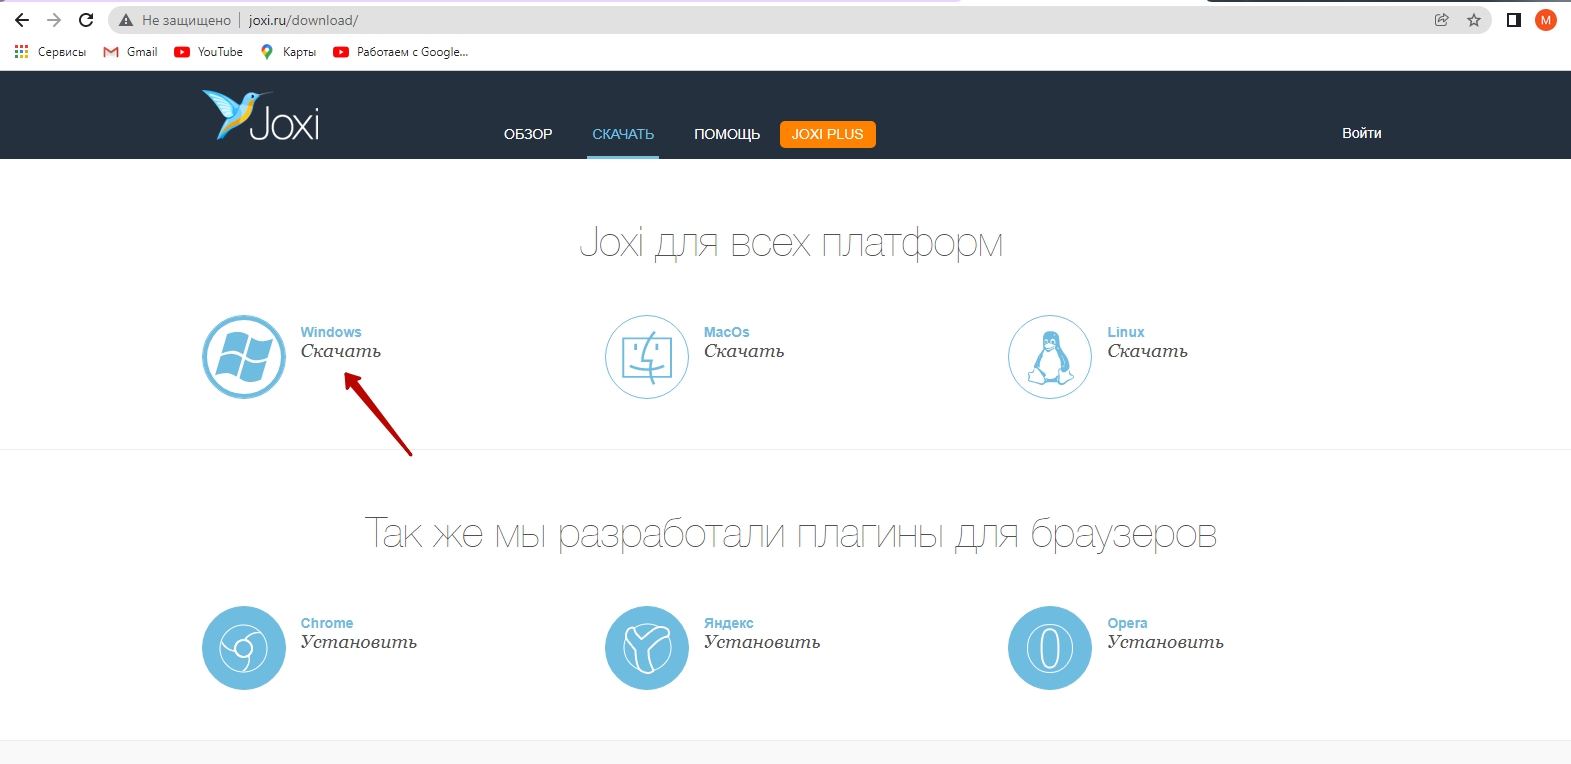 Не защищено | joxi.ru/download/
M
Сервисы Gmail YouTube Карты Работаем с Google...
Joxi
ОБЗОР СКАЧАТЬ ПОМОЩЬ JOXI PLUS Войти
Joxi для всех платформ
Windows MacOs Linux
Скачать Скачать Скачать
Так же мы разработали плагины для браузеров
Chrome Яндекс Opera
Установить Установить Установить